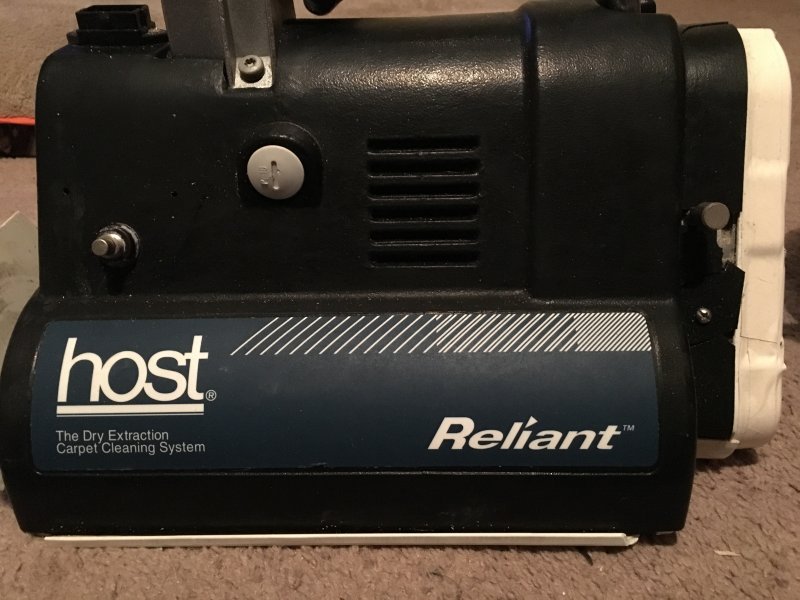 host®
The Dry Extraction
Carpet Cleaning System
Reliant™